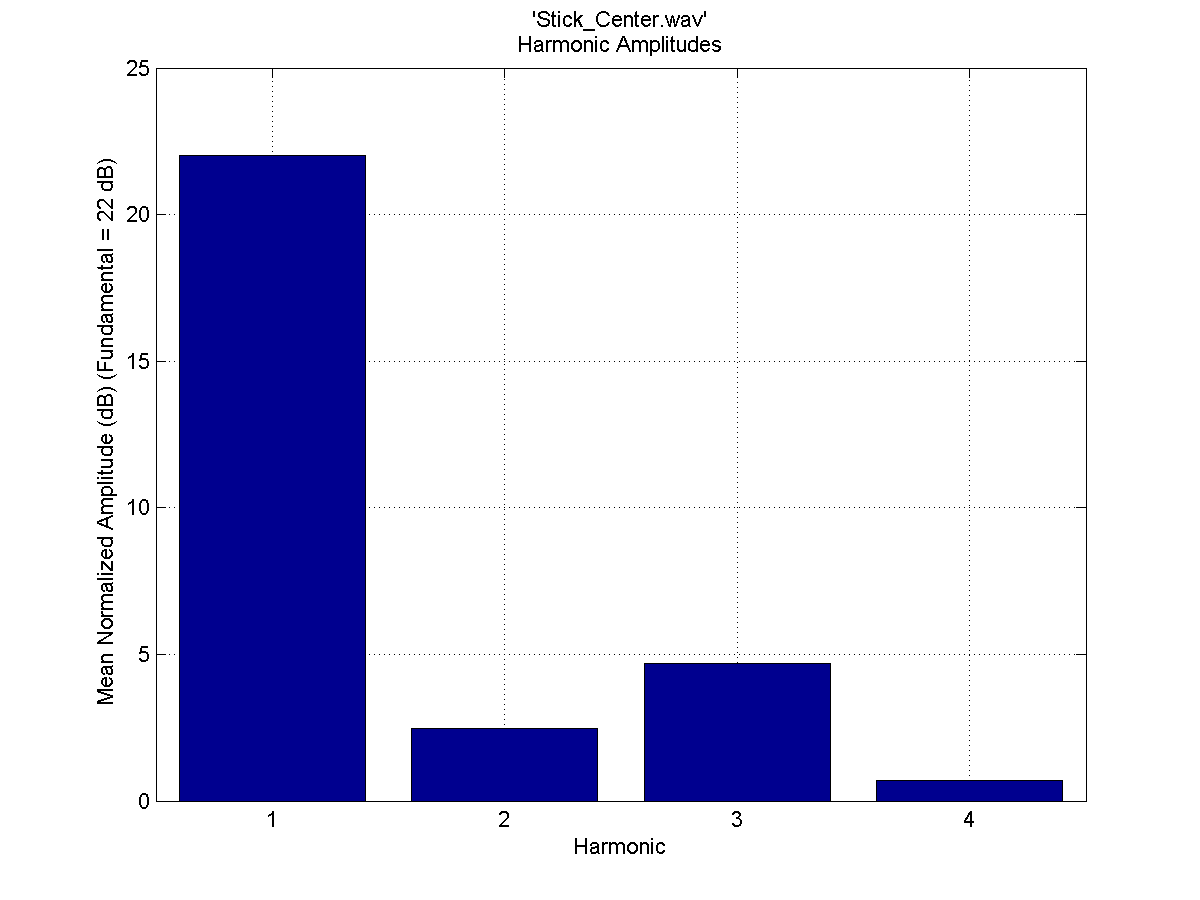 'Stick_Center.wav'
Harmonic Amplitudes
Mean Normalized Amplitude (dB) (Fundamental = 22 dB)
25
20
15
10
5
0
1 2 3 4
Harmonic